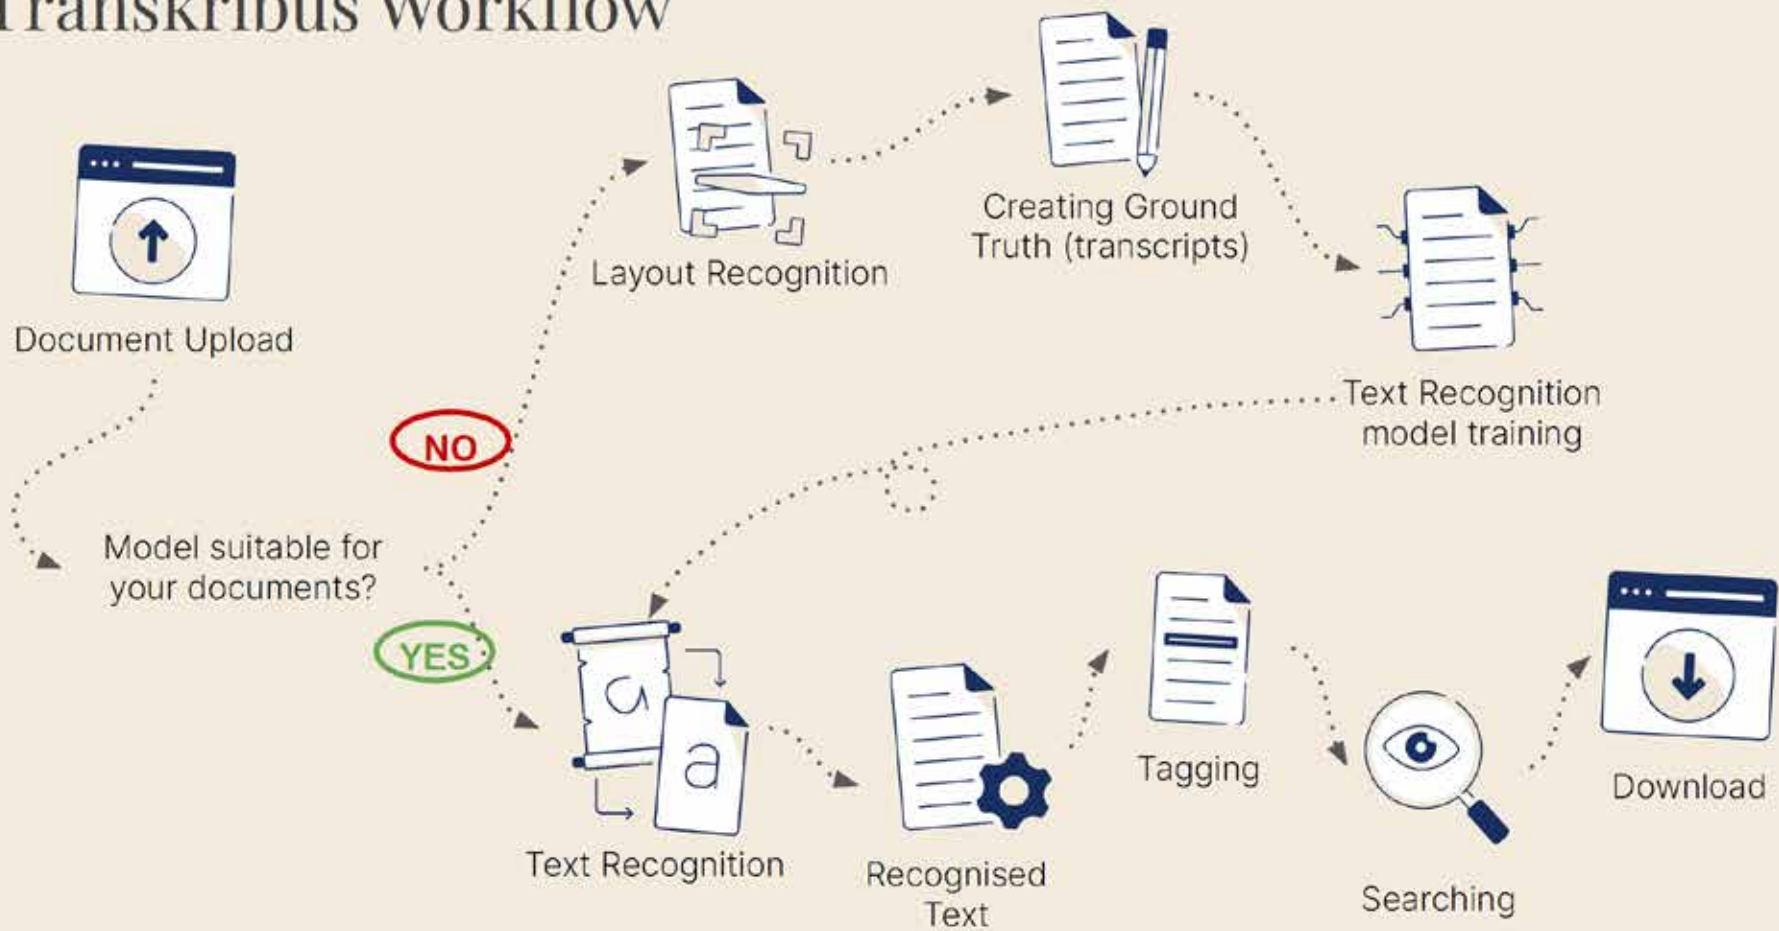 Transkribus Workflow
Document Upload
Model suitable for
your documents?
NO
YES
Layout Recognition
Creating Ground
Truth (transcripts)
Text Recognition
model training
Text Recognition
a
a
Recognised
Text
Tagging
Searching
Download